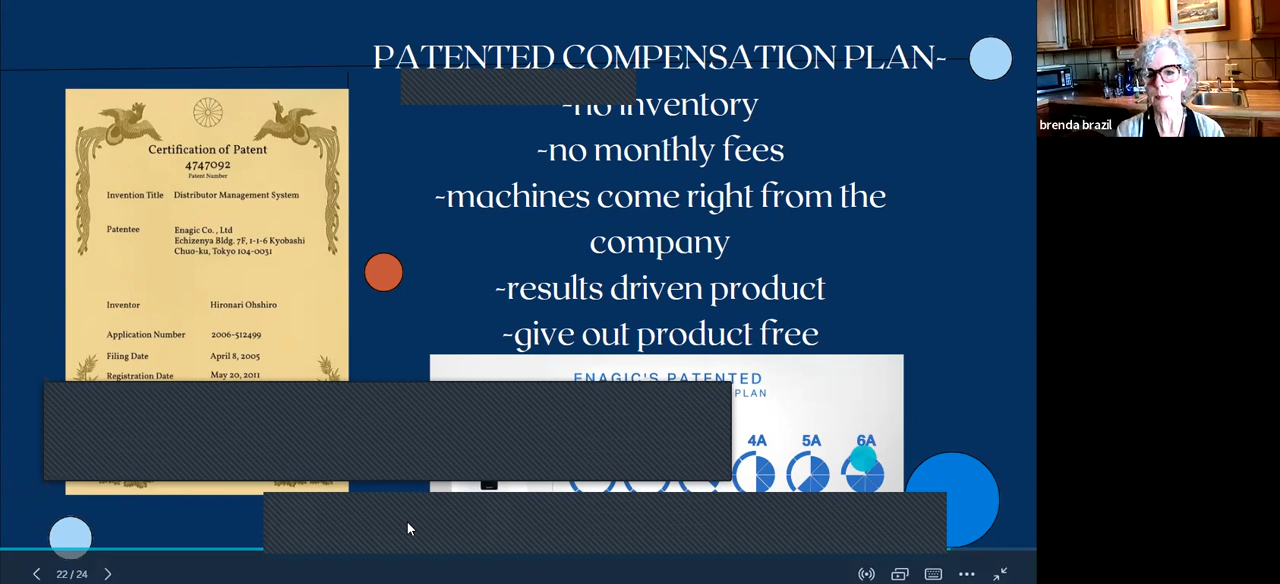 PATENTED COMPENSATION PLAN-
-no inventory
-no monthly fees
-machines come right from the
company
-results driven product
-give out product free
Certification of Patent
4747092
Patent Number
Invention Title Distributor Management System
Patentee Enagic Co. , Ltd
Echizenya Bldg. 7F, 1-1-6 Kyobashi
Chuo-ku, Tokyo 104-0031
Inventor Hironari Ohshiro
Application Number 2006-512499
Filing Date April 8, 2005
Registration Date May 20, 2011
ENAGIC'S PATENTED
PLAN
4A 5A 6A
brenda brazil
22 / 24